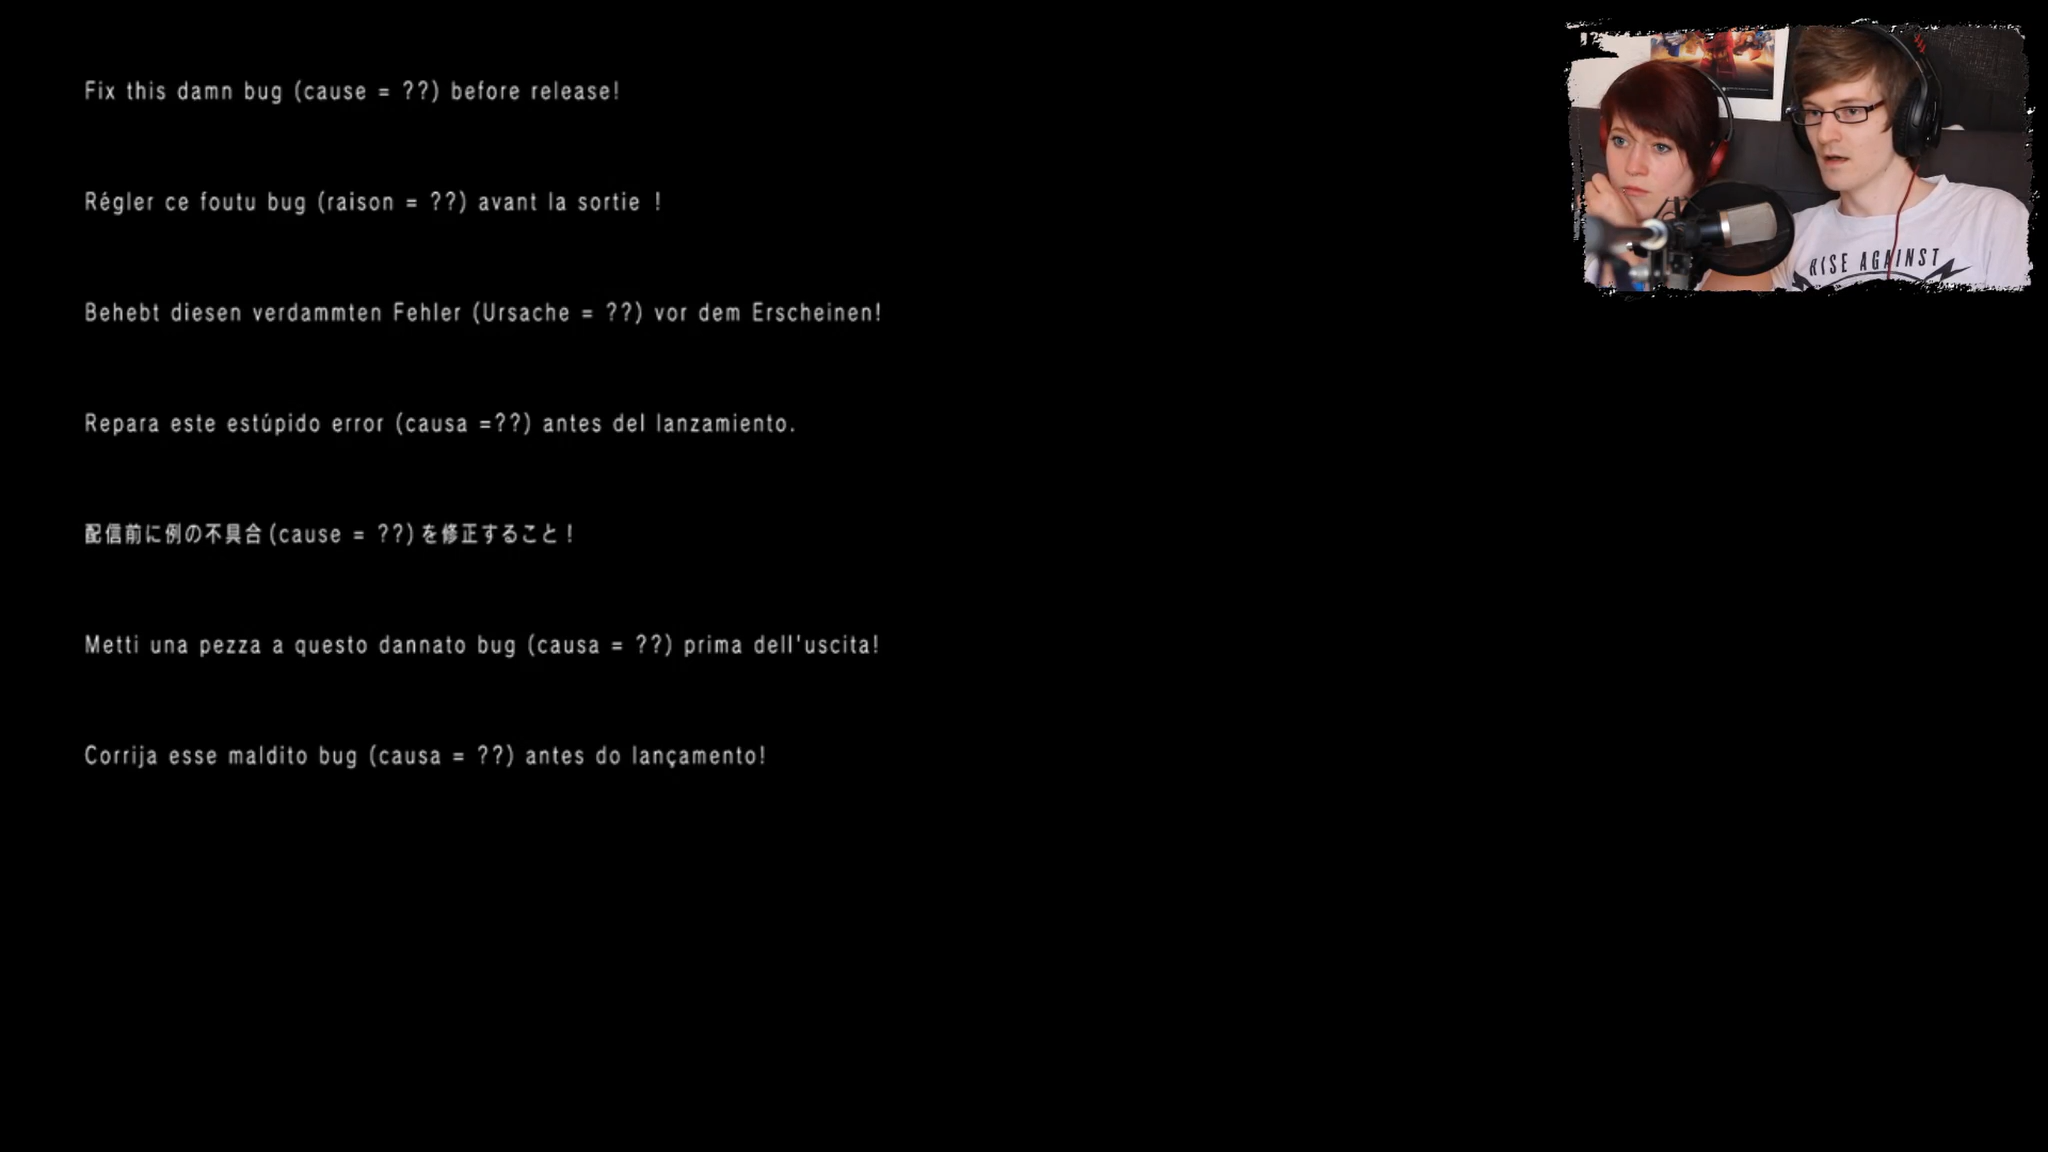 Fix this damn bug (cause = ??) before release!
Régler ce foutu bug (raison = ??) avant la sortie !
Behebt diesen verdammten Fehler (Ursache = ??) vor dem Erscheinen!
Repara este estúpido error (causa =??) antes del lanzamiento.
配信前に例の不具合(cause = ??)を修正すること！
Metti una pezza a questo dannato bug (causa = ??) prima dell'uscita!
Corrija esse maldito bug (causa = ??) antes do lançamento!
RISE AGAINST